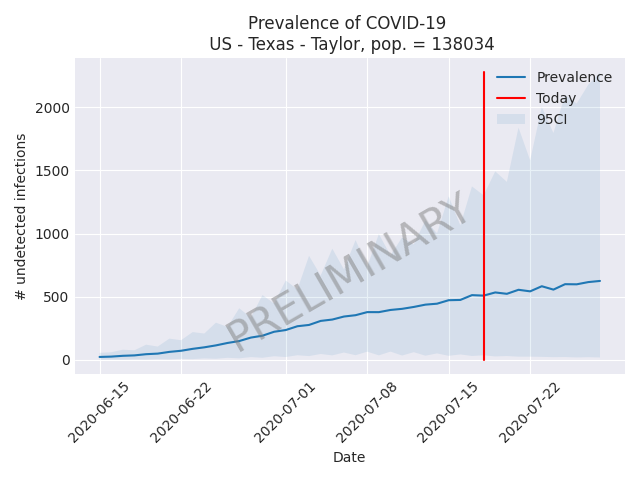 Prevalence of COVID-19
US - Texas - Taylor, pop. = 138034
Prevalence
Today
95CI
# undetected infections
2000
1500
1000
500
0
PRELIMINARY
2020-06-15
2020-06-22
2020-07-01
2020-07-08
2020-07-15
2020-07-22
Date